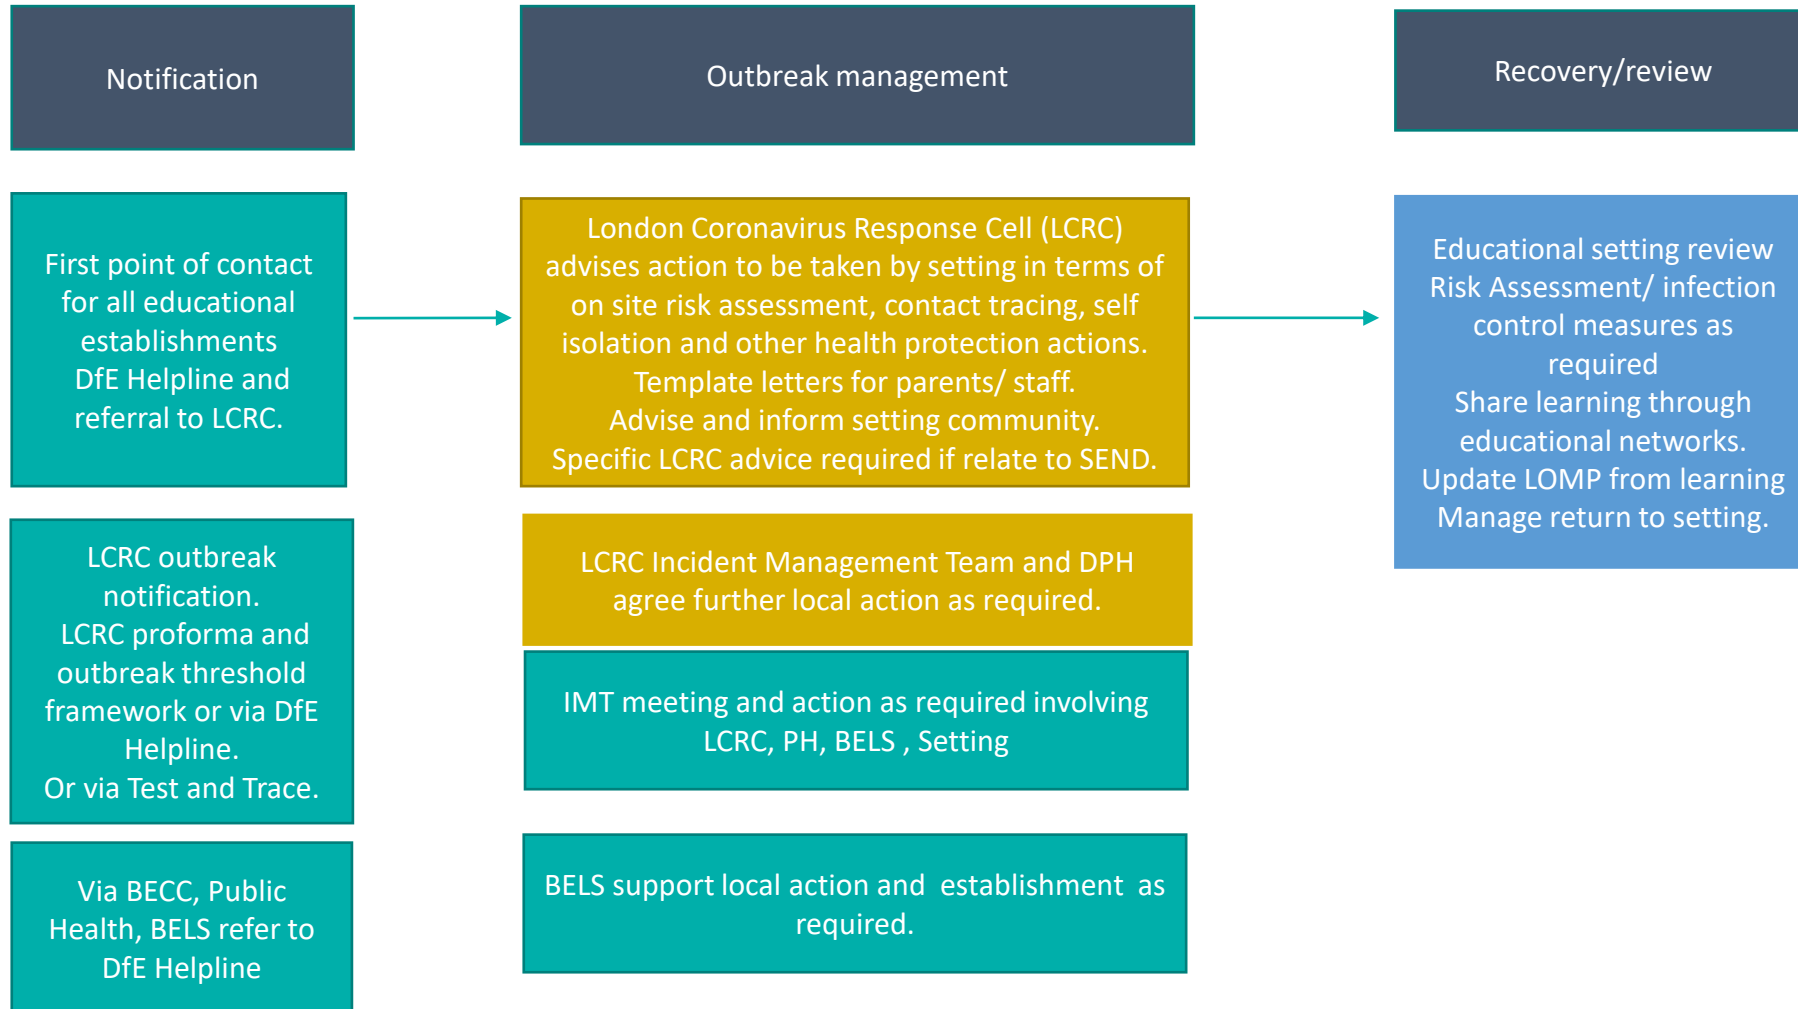 Notification
Outbreak management
Recovery/review
First point of contact
for all educational
establishments
DfE Helpline and
referral to LCRC.
London Coronavirus Response Cell (LCRC)
advises action to be taken by setting in terms of
on site risk assessment, contact tracing, self
isolation and other health protection actions.
Template letters for parents/ staff.
Advise and inform setting community.
Specific LCRC advice required if relate to SEND.
Educational setting review
Risk Assessment/ infection
control measures as
required
Share learning through
educational networks.
Update LOMP from learning
Manage return to setting.
LCRC outbreak
notification.
LCRC proforma and
outbreak threshold
framework or via DfE
Helpline.
Or via Test and Trace.
LCRC Incident Management Team and DPH
agree further local action as required.
IMT meeting and action as required involving
LCRC, PH, BELS , Setting
Via BECC, Public
Health, BELS refer to
DfE Helpline
BELS support local action and  establishment  as
required.